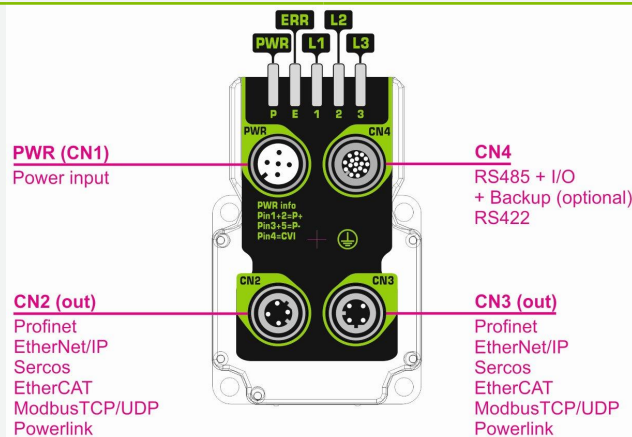 ERR L2
PWR L1 L3
P E 1 2 3
PWR CN4
PWR (CN1)
Power input
CN4
RS485 + I/O
+ Backup (optional)
RS422
PWR info
Pin1+2=P+
Pin3+5=P-
Pin4=CVI
CN2 CN3
CN2 (out)
Profinet
EtherNet/IP
Sercos
EtherCAT
ModbusTCP/UDP
Powerlink
CN3 (out)
Profinet
EtherNet/IP
Sercos
EtherCAT
ModbusTCP/UDP
Powerlink